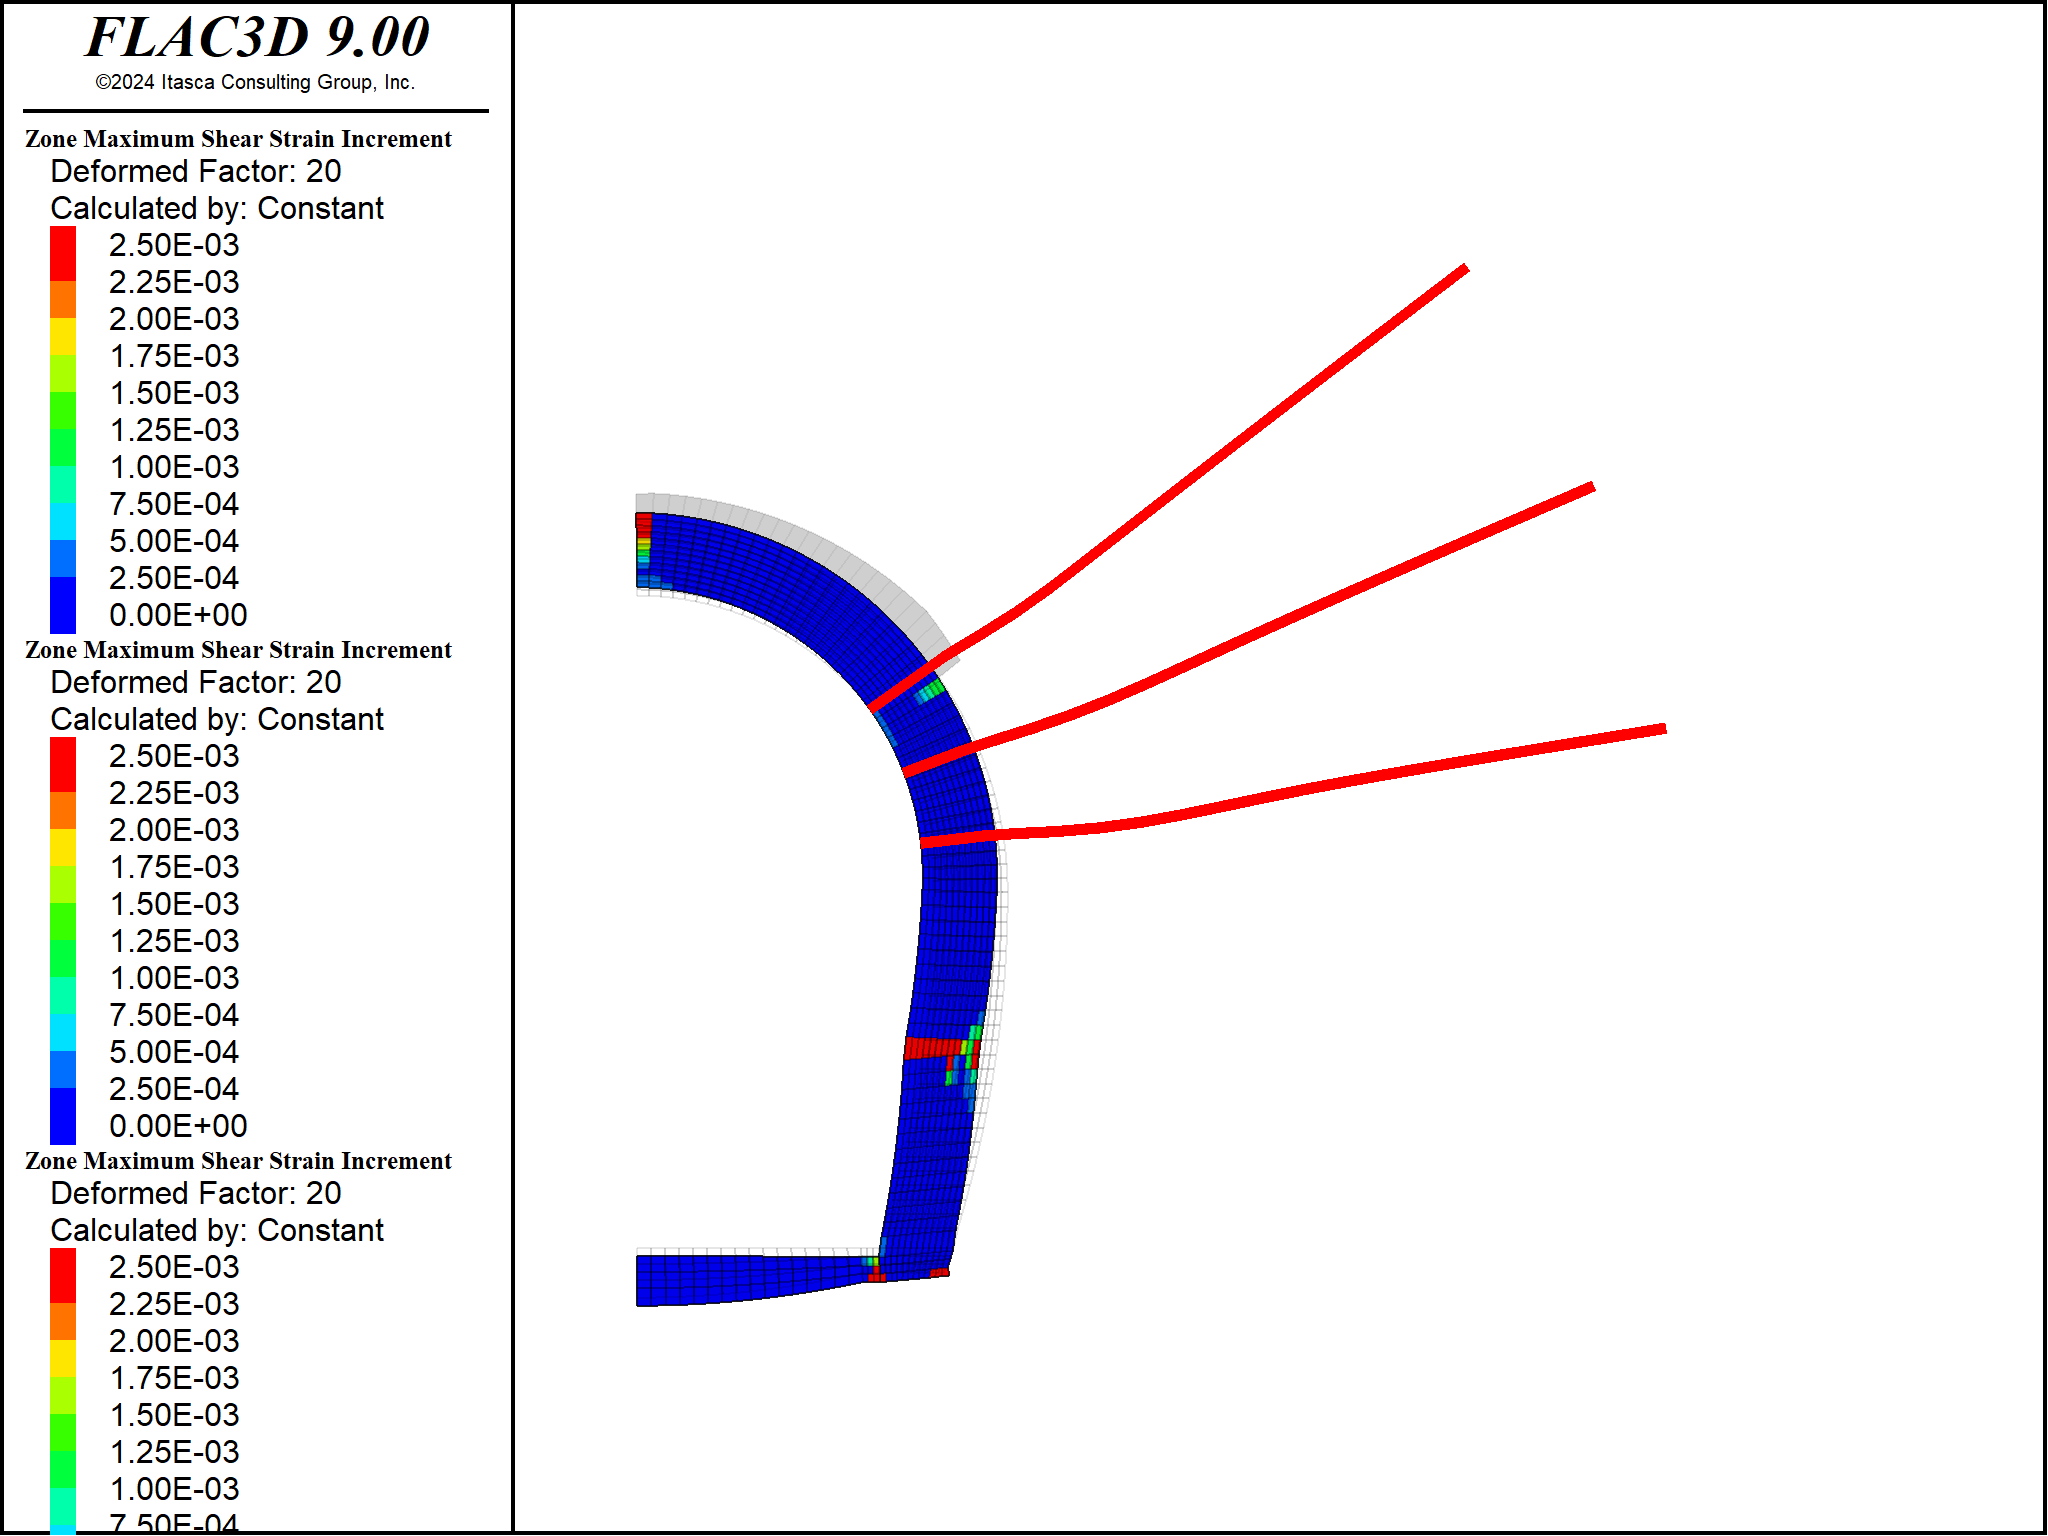 FLAC3D 9.00
©2024 Itasca Consulting Group, Inc.
Zone Maximum Shear Strain Increment
Deformed Factor: 20
Calculated by: Constant
2.50E-03
2.25E-03
2.00E-03
1.75E-03
1.50E-03
1.25E-03
1.00E-03
7.50E-04
5.00E-04
2.50E-04
0.00E+00
Zone Maximum Shear Strain Increment
Deformed Factor: 20
Calculated by: Constant
2.50E-03
2.25E-03
2.00E-03
1.75E-03
1.50E-03
1.25E-03
1.00E-03
7.50E-04
5.00E-04
2.50E-04
0.00E+00
Zone Maximum Shear Strain Increment
Deformed Factor: 20
Calculated by: Constant
2.50E-03
2.25E-03
2.00E-03
1.75E-03
1.50E-03
1.25E-03
1.00E-03
7.50E-04